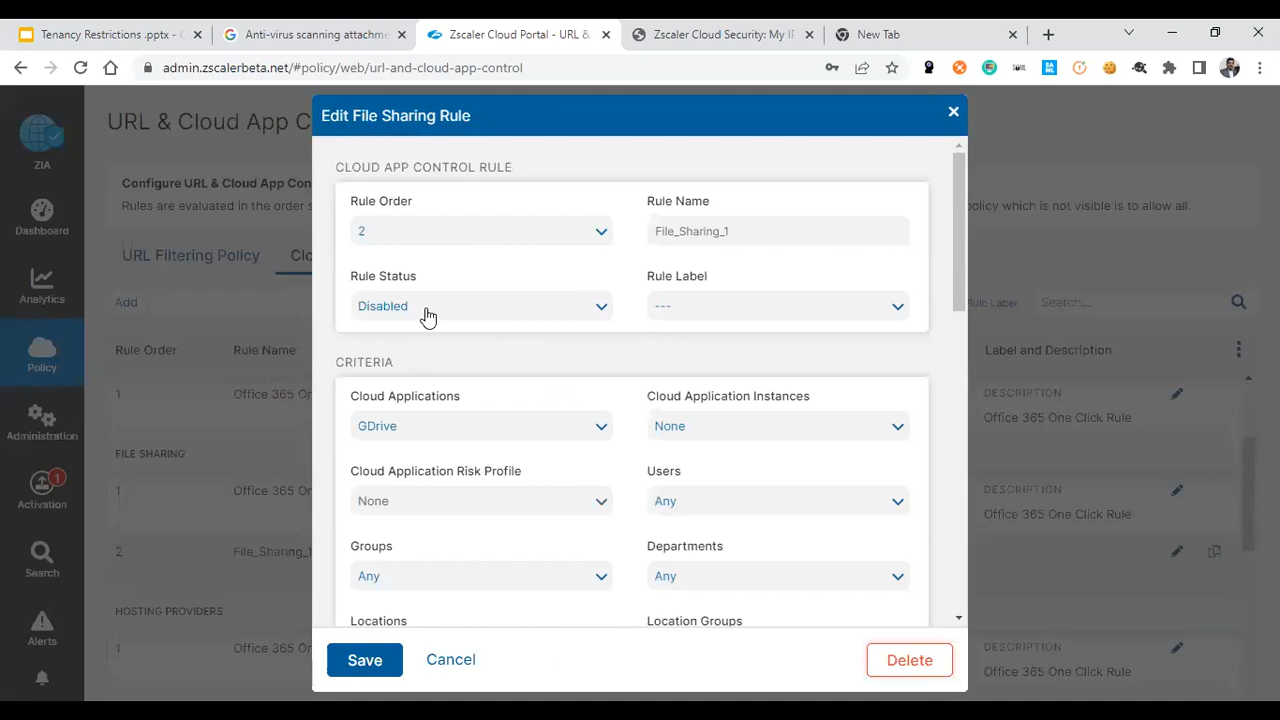 Tenancy Restrictions .pptx -
Anti-virus scanning attachme
Zscaler Cloud Portal - URL &
Zscaler Cloud Security: My IP
New Tab
admin.zscalerbeta.net/#policy/web/url-and-cloud-app-control
ZIA
Dashboard
Analytics
Policy
Administration
1
Activation
Search
Alerts
URL & Cloud App C
Configure URL & Cloud App Con
Rules are evaluated in the order s
policy which is not visible is to allow all.
URL Filtering Policy
Clo
Add
Rule Label
Search...
Rule Order
Rule Name
Label and Description
1
Office 365 One
DESCRIPTION
Office 365 One Click Rule
FILE SHARING
1
Office 365 One
DESCRIPTION
Office 365 One Click Rule
2
File_Sharing_1
HOSTING PROVIDERS
1
Office 365 One
DESCRIPTION
Office 365 One Click Rule
Edit File Sharing Rule
CLOUD APP CONTROL RULE
Rule Order
Rule Name
2
File_Sharing_1
Rule Status
Rule Label
Disabled
---
CRITERIA
Cloud Applications
Cloud Application Instances
GDrive
None
Cloud Application Risk Profile
Users
None
Any
Groups
Departments
Any
Any
Locations
Location Groups
Save
Cancel
Delete